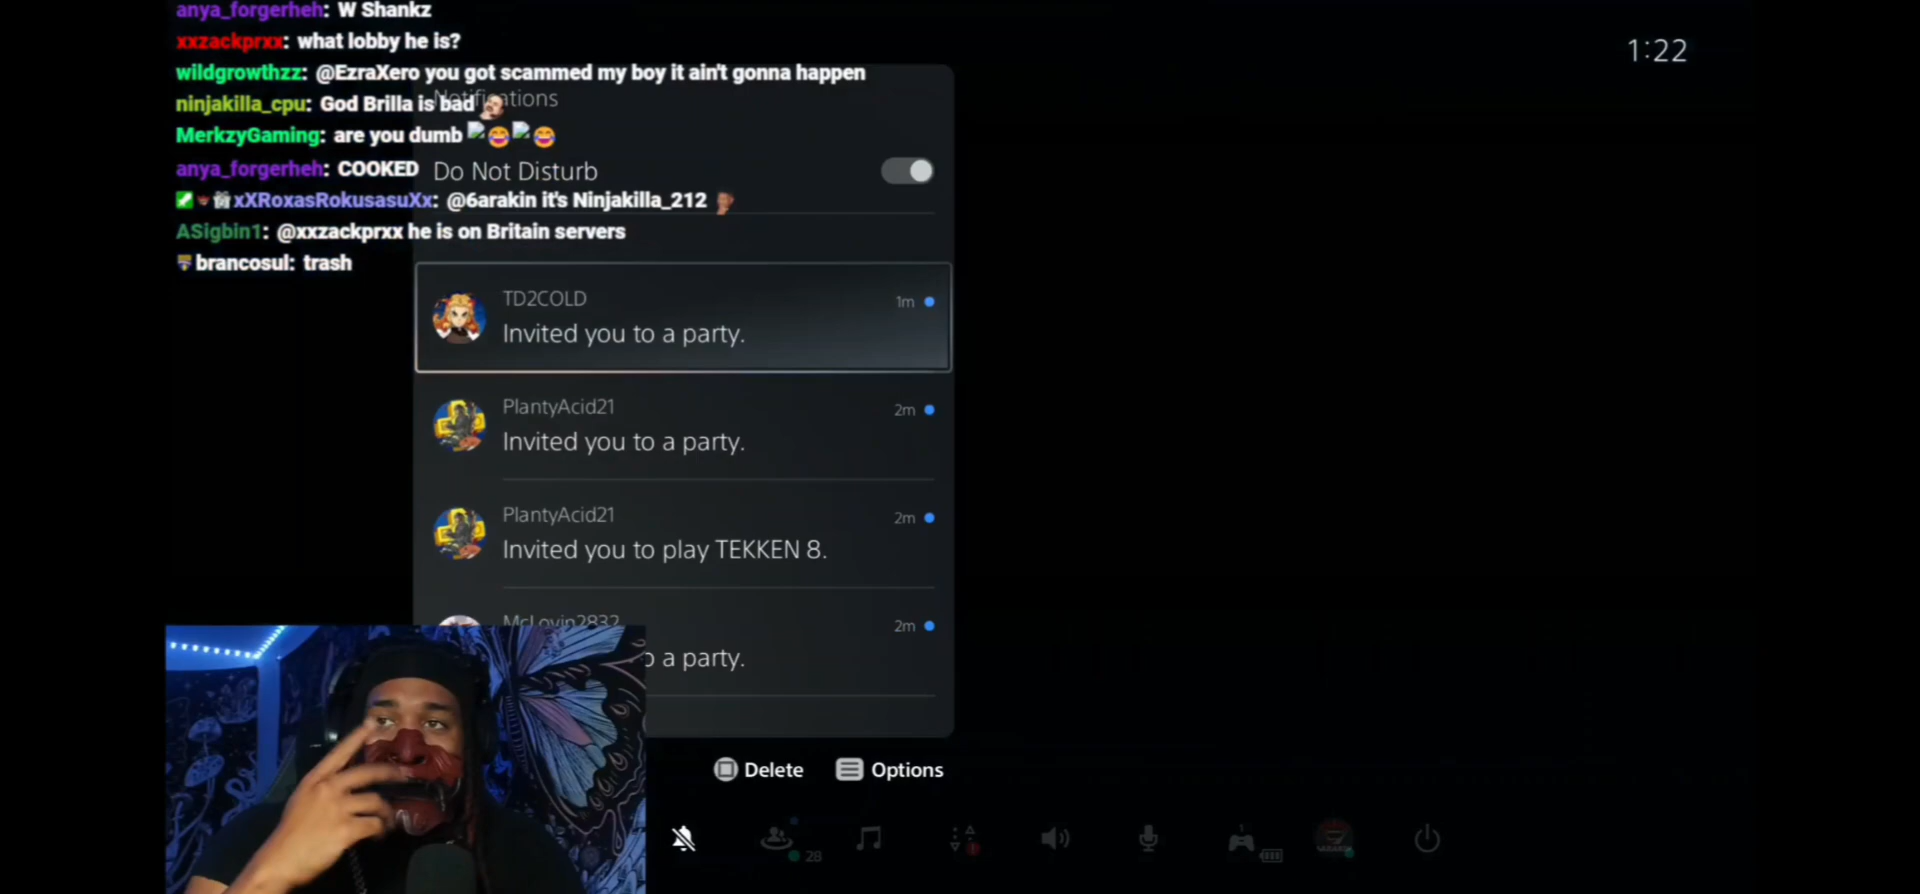 anya_forgerheh: W Shankz
xxzackprxx: what lobby he is?
1:22
wildgrowthzz: @EzraXero you got scammed my boy it ain't gonna happen
Notifications
ninjakilla_cpu: God Brilla is bad
MerkzyGaming: are you dumb
anya_forgerheh: COOKED
Do Not Disturb
xXRoxasRokusasuXx: @6arakin it's Ninjakilla_212
ASigbin1: @xxzackprxx he is on Britain servers
brancosul: trash
TD2COLD
1m
Invited you to a party.
PlantyAcid21
2m
Invited you to a party.
PlantyAcid21
2m
Invited you to play TEKKEN 8.
McLovin2832
2m
a party.
Delete
Options
28